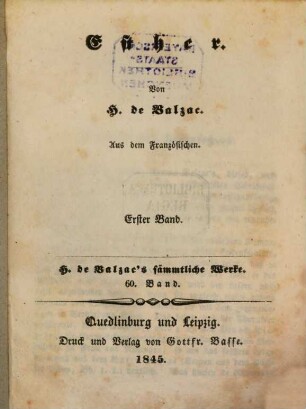 Esther.
Von
H. de Balzac.
Aus dem Französischen.
Erster Band.
H. de Balzac's sämmtliche Werke.
60. Band.
Quedlinburg und Leipzig.
Druck und Verlag von Gottfr. Basse.
1845.